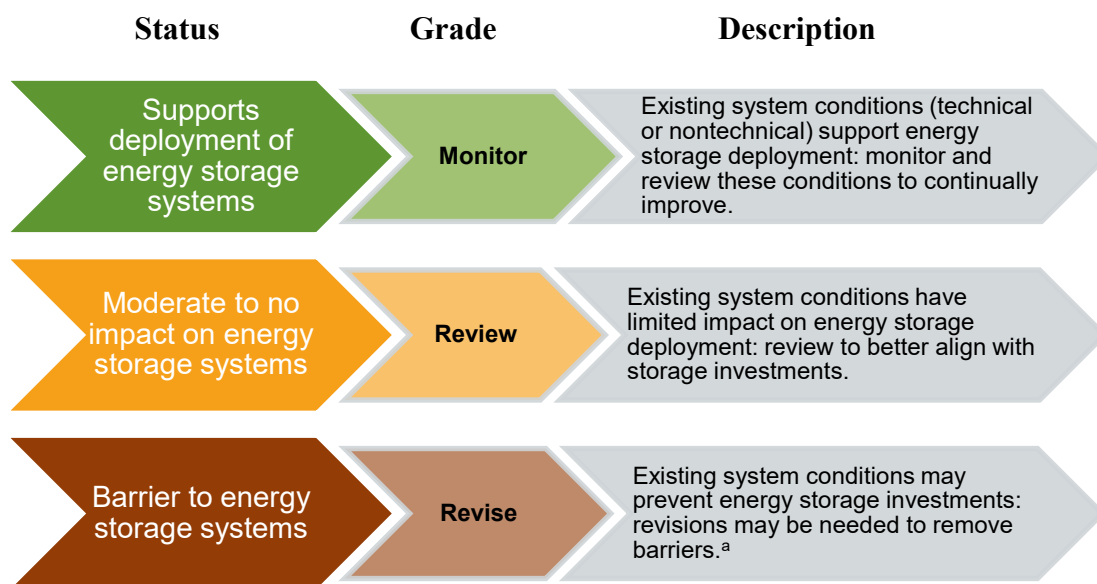 Status Grade Description
Supports
deployment of
energy storage
systems
Monitor
Existing system conditions (technical
or nontechnical) support energy
storage deployment: monitor and
review these conditions to continually
improve.
Moderate to no
impact on energy
storage systems
Review
Existing system conditions have
limited impact on energy storage
deployment: review to better align with
storage investments.
Barrier to energy
storage systems
Revise
Existing system conditions may
prevent energy storage investments:
revisions may be needed to remove
barriers.ª